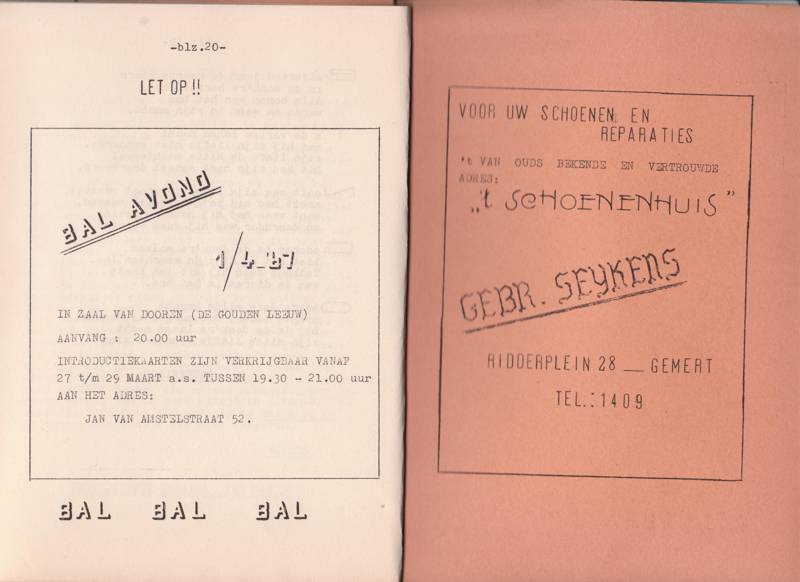 -blz.20-
LET OP !!
BAL AVOND
1/4-'67
IN ZAAL VAN DOOREN (DE GOUDEN LEEUW)
AANVANG : 20.00 uur
INTRODUCTIEKAARTEN ZIJN VERKRIJGBAAR VANAF
27 t/m 29 MAART a.s. TUSSEN 19.30 - 21.00 uur
AAN HET ADRES:
JAN VAN AMSTELSTRAAT 52.
BAL BAL BAL
VOOR UW SCHOENEN EN
REPARATIES
't VAN OUDS BEKENDE EN VERTROUWDE
ADRES:
„'t SCHOENENHUIS"
GEBR. SEYKENS
RIDDERPLEIN 28 — GEMERT
TEL.: 1409